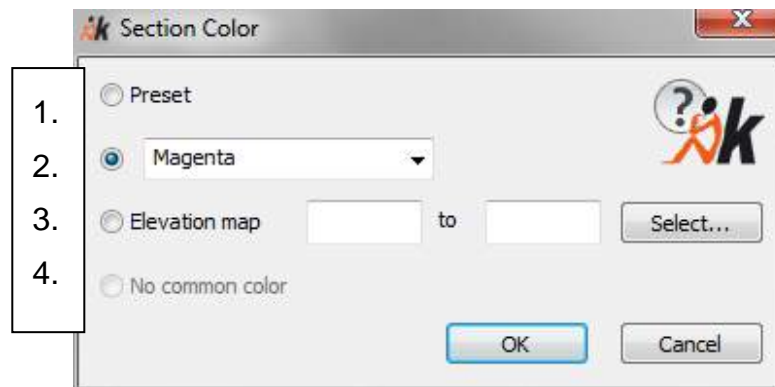 Section Color
1. Preset
2. Magenta
3. Elevation map to Select...
4. No common color
OK Cancel